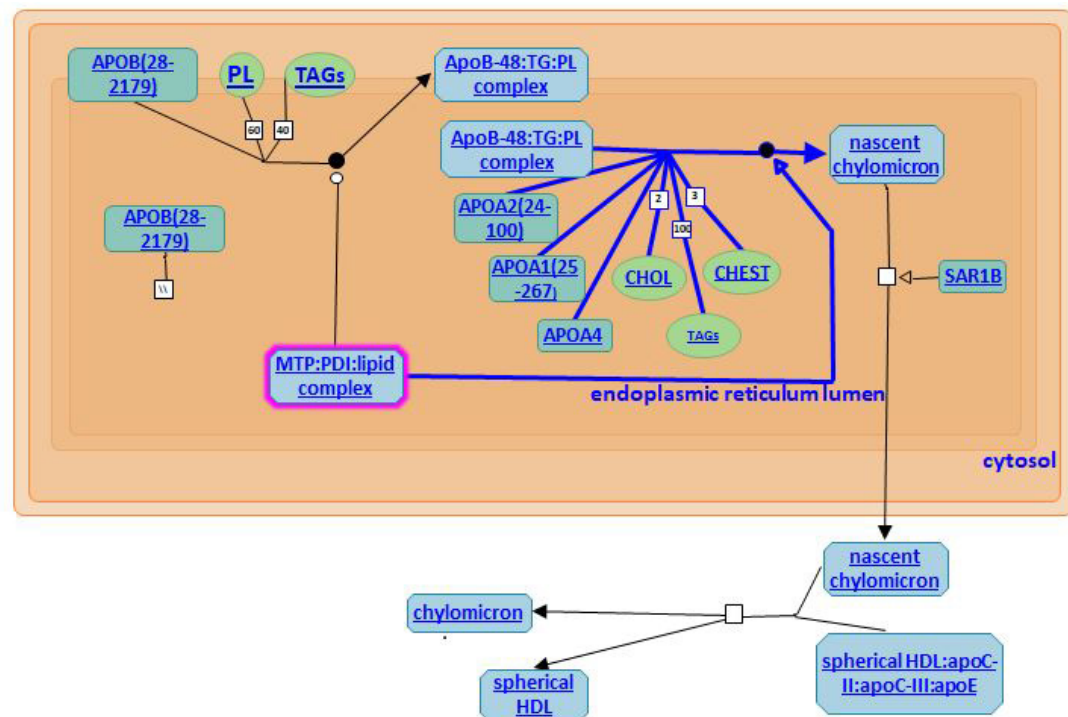 APOB(28-
2179)
PL
TAGs
ApoB-48:TG:PL
complex
60
40
ApoB-48:TG:PL
complex
nascent
chylomicron
APOA2(24-
100)
2
3
100
APOB(28-
2179)
\\
APOA1(25
-267)
CHOL
CHEST
SAR1B
APOA4
TAGs
MTP:PDI:lipid
complex
endoplasmic reticulum lumen
cytosol
nascent
chylomicron
chylomicron
.
spherical
HDL
spherical HDL:apoC-
II:apoC-III:apoE